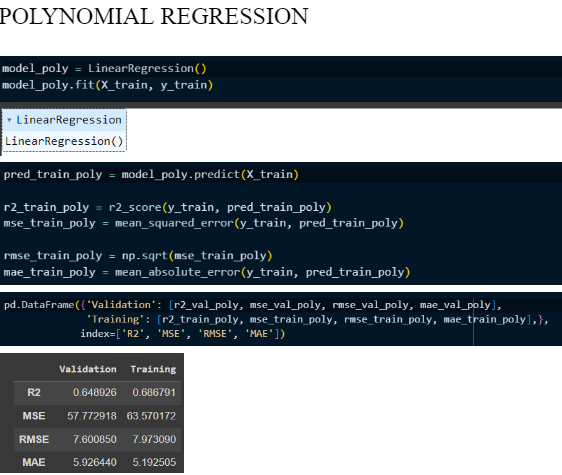 POLYNOMIAL REGRESSION
model_poly = LinearRegression()
model_poly.fit(X_train, y_train)
▾ LinearRegression
LinearRegression()
pred_train_poly = model_poly.predict(X_train)
r2_train_poly = r2_score(y_train, pred_train_poly)
mse_train_poly = mean_squared_error(y_train, pred_train_poly)
rmse_train_poly = np.sqrt(mse_train_poly)
mae_train_poly = mean_absolute_error(y_train, pred_train_poly)
pd.DataFrame({'Validation': [r2_val_poly, mse_val_poly, rmse_val_poly, mae_val_poly],
'Training': [r2_train_poly, mse_train_poly, rmse_train_poly, mae_train_poly],},
index=['R2', 'MSE', 'RMSE', 'MAE'])
Validation Training
R2 0.648926 0.686791
MSE 57.772918 63.570172
RMSE 7.600850 7.973090
MAE 5.926440 5.192505